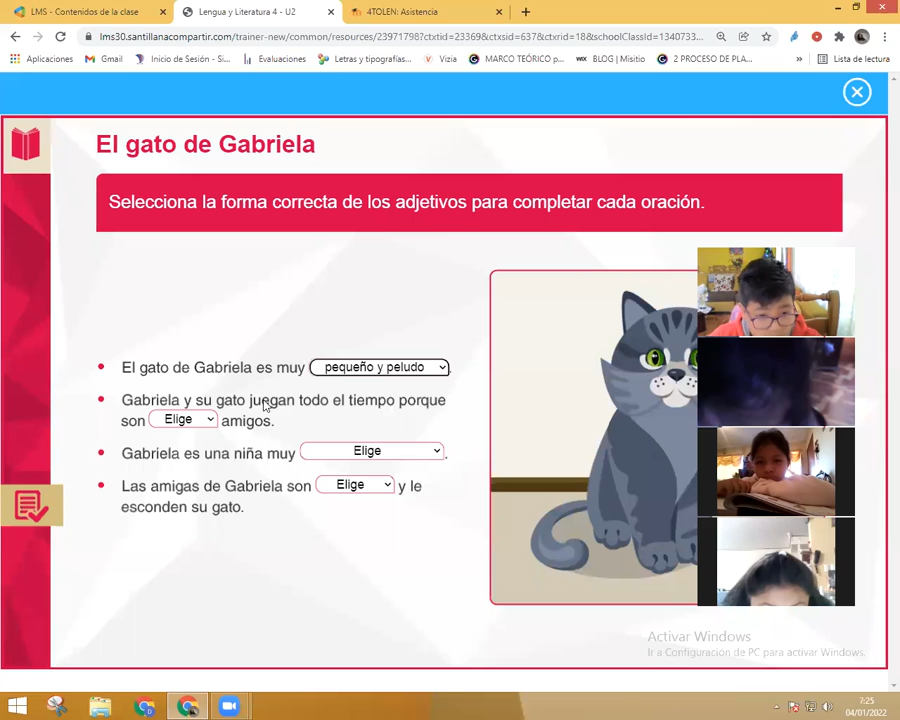 LMS - Contenidos de la clase
Lengua y Literatura 4 - U2
4TOLEN: Asistencia
lms30.santillanacompartir.com/trainer-new/common/resources/23971798?ctxtid=23369&ctxsid=637&ctxrid=18&schoolClassId=1340733...
Aplicaciones
Gmail
Inicio de Sesión - Sí...
Evaluaciones
Letras y tipografías...
Vizia
MARCO TEÓRICO p...
BLOG | Misitio
2 PROCESO DE PLA...
»
Lista de lectura
El gato de Gabriela
Selecciona la forma correcta de los adjetivos para completar cada oración.
• El gato de Gabriela es muy pequeño y peludo .
• Gabriela y su gato juegan todo el tiempo porque
son Elige amigos.
• Gabriela es una niña muy Elige .
• Las amigas de Gabriela son Elige y le
esconden su gato.
Activar Windows
Ir a Configuración de PC para activar Windows.
7:25
04/01/2022